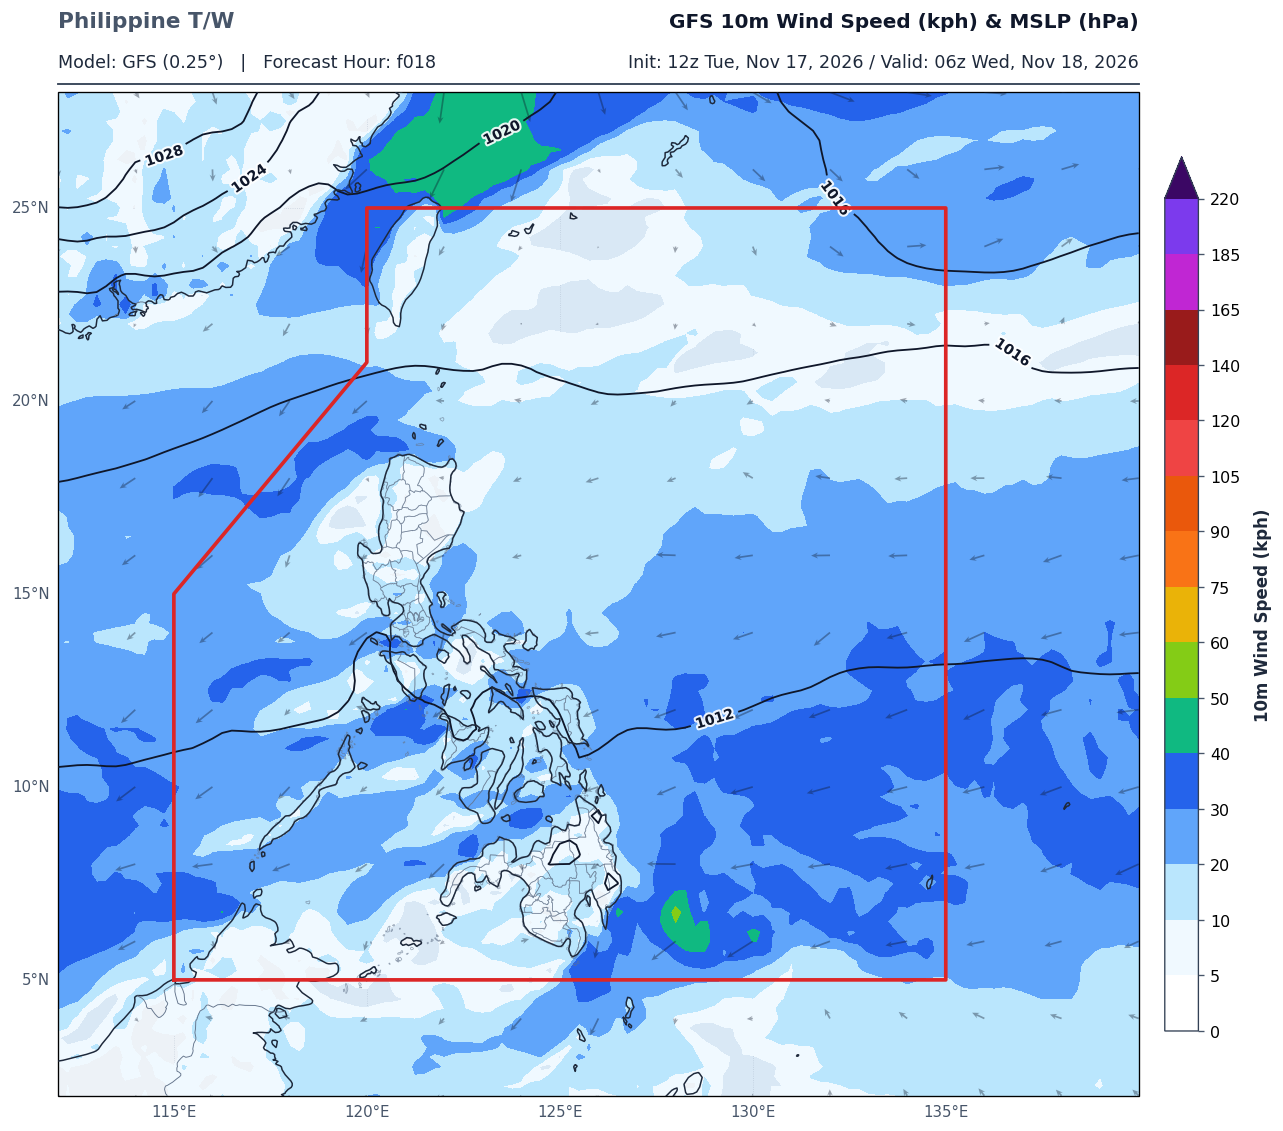 Philippine T/W
GFS 10m Wind Speed (kph) & MSLP (hPa)
Model: GFS (0.25°) | Forecast Hour: f018
Init: 12z Tue, Nov 17, 2026 / Valid: 06z Wed, Nov 18, 2026
1028
1024
1020
1016
1016
1012
25°N
20°N
15°N
10°N
5°N
115°E
120°E
125°E
130°E
135°E
220
185
165
140
120
105
90
75
60
50
40
30
20
10
5
0
10m Wind Speed (kph)